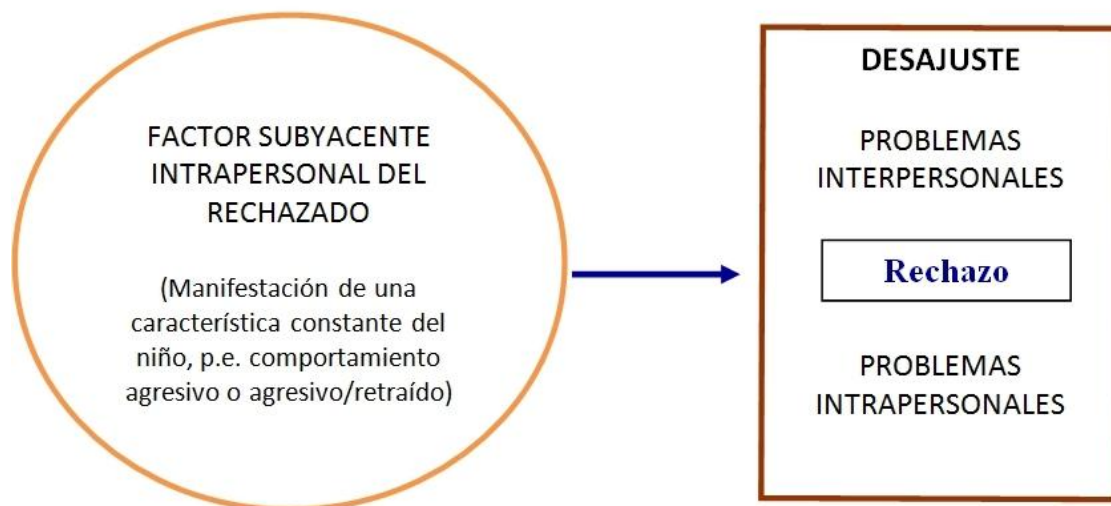 FACTOR SUBYACENTE
INTRAPERSONAL DEL
RECHAZADO
(Manifestación de una
característica constante del
niño, p.e. comportamiento
agresivo o agresivo/retraído)
DESAJUSTE
PROBLEMAS
INTERPERSONALES
Rechazo
PROBLEMAS
INTRAPERSONALES